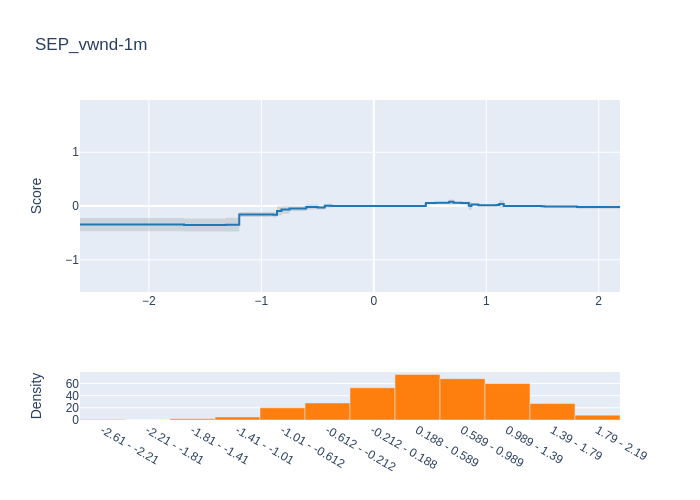 SEP_vwnd-1m
Score
1
0
−1
−2
−1
0
1
2
Density
60
40
20
0
-2.61 - -2.21
-2.21 - -1.81
-1.81 - -1.41
-1.41 - -1.01
-1.01 - -0.612
-0.612 - -0.212
-0.212 - 0.188
0.188 - 0.589
0.589 - 0.989
0.989 - 1.39
1.39 - 1.79
1.79 - 2.19